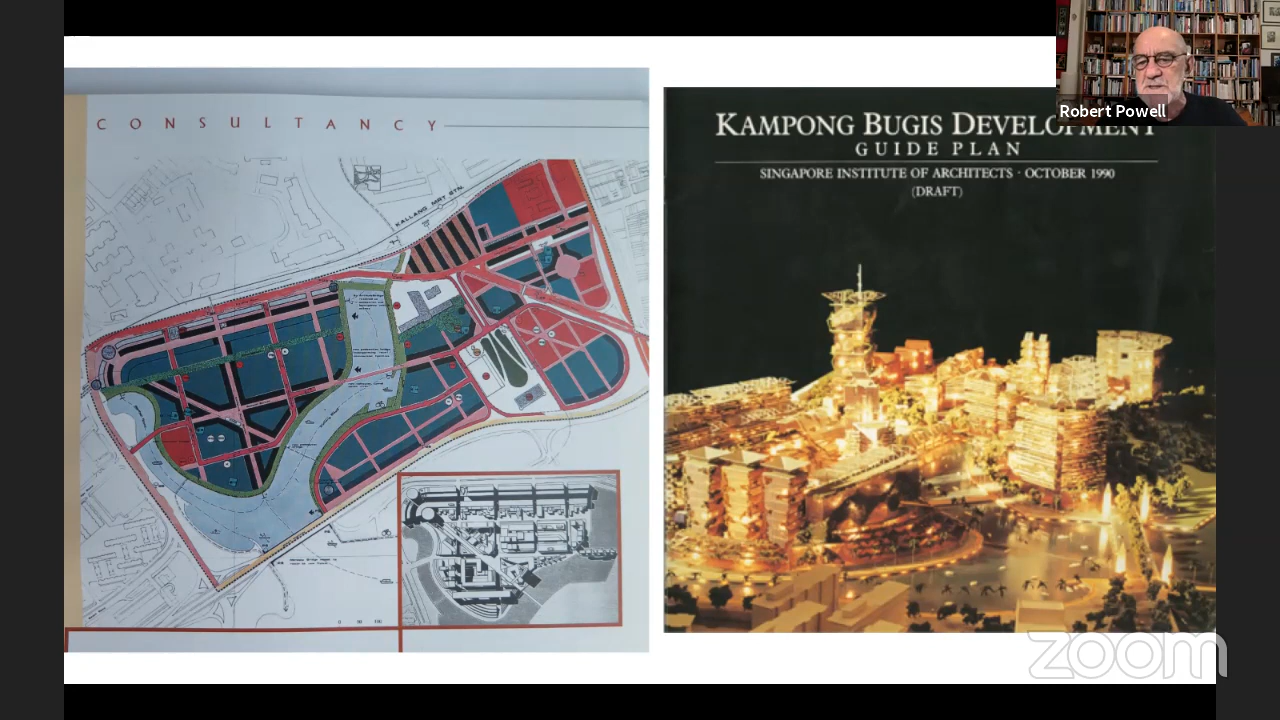 CONSULTANCY
KALLANG MRT STN.
KAMPONG BUGIS DEVELOPMENT
GUIDE PLAN
SINGAPORE INSTITUTE OF ARCHITECTS · OCTOBER 1990
(DRAFT)
Robert Powell
zoom